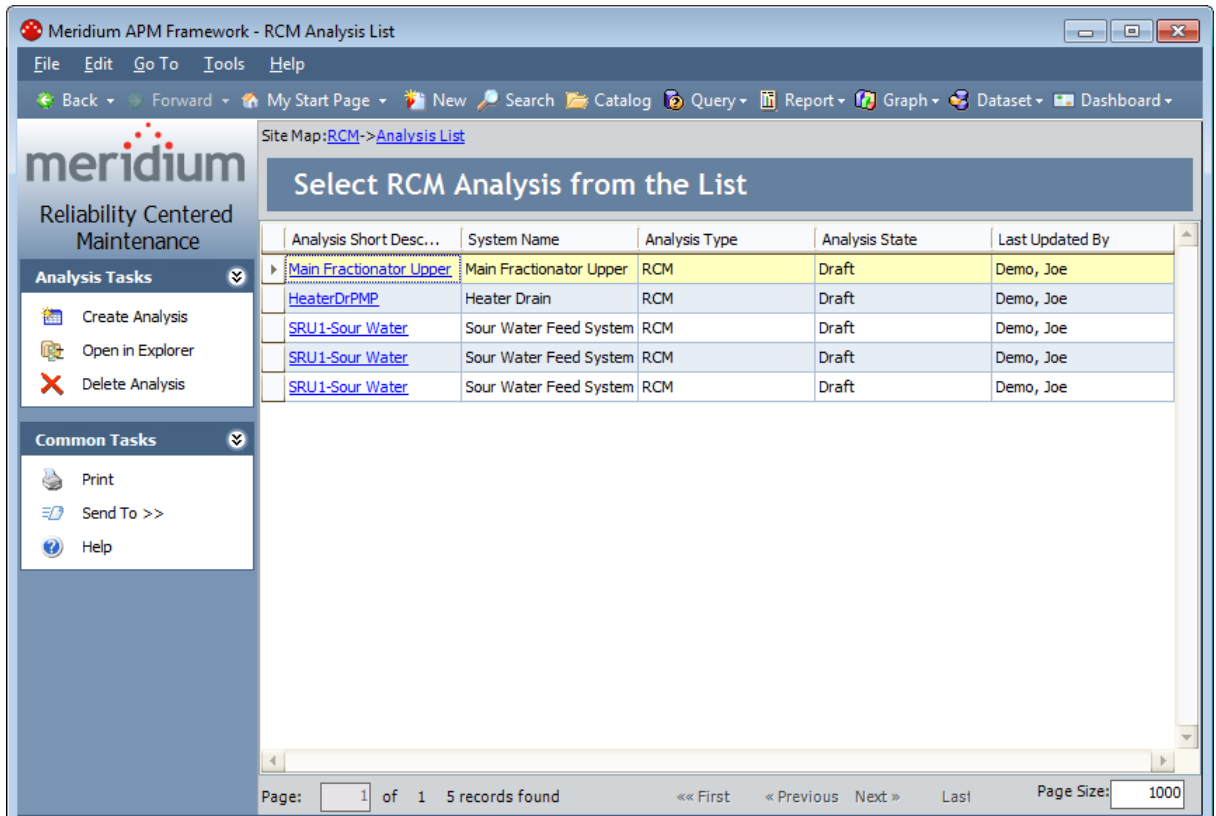 Meridium APM Framework - RCM Analysis List
File Edit Go To Tools Help
Back Forward My Start Page New Search Catalog Query Report Graph Dataset Dashboard
meridium
Reliability Centered
Maintenance
Analysis Tasks
Create Analysis
Open in Explorer
Delete Analysis
Common Tasks
Print
Send To >>
Help
Site Map:RCM->Analysis List
Select RCM Analysis from the List
Analysis Short Desc... System Name Analysis Type Analysis State Last Updated By
Main Fractionator Upper Main Fractionator Upper RCM Draft Demo, Joe
HeaterDrPMP Heater Drain RCM Draft Demo, Joe
SRU1-Sour Water Sour Water Feed System RCM Draft Demo, Joe
SRU1-Sour Water Sour Water Feed System RCM Draft Demo, Joe
SRU1-Sour Water Sour Water Feed System RCM Draft Demo, Joe
Page: 1 of 1 5 records found «« First « Previous Next » Last Page Size: 1000